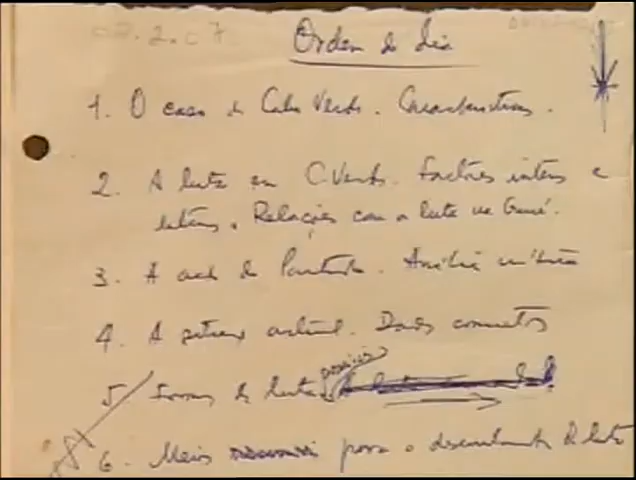 Ordem do dia
1. O caso de Cabo Verde. Características.
2. A luta em C. Verde. Factores internos e
externos. Relações com a luta na Guiné.
3. A acção do Partido. Análise crítica
4. A situação actual. Dados concretos
possíveis
5. Formas de luta
6. Meios necessários para o desenvolvimento da luta